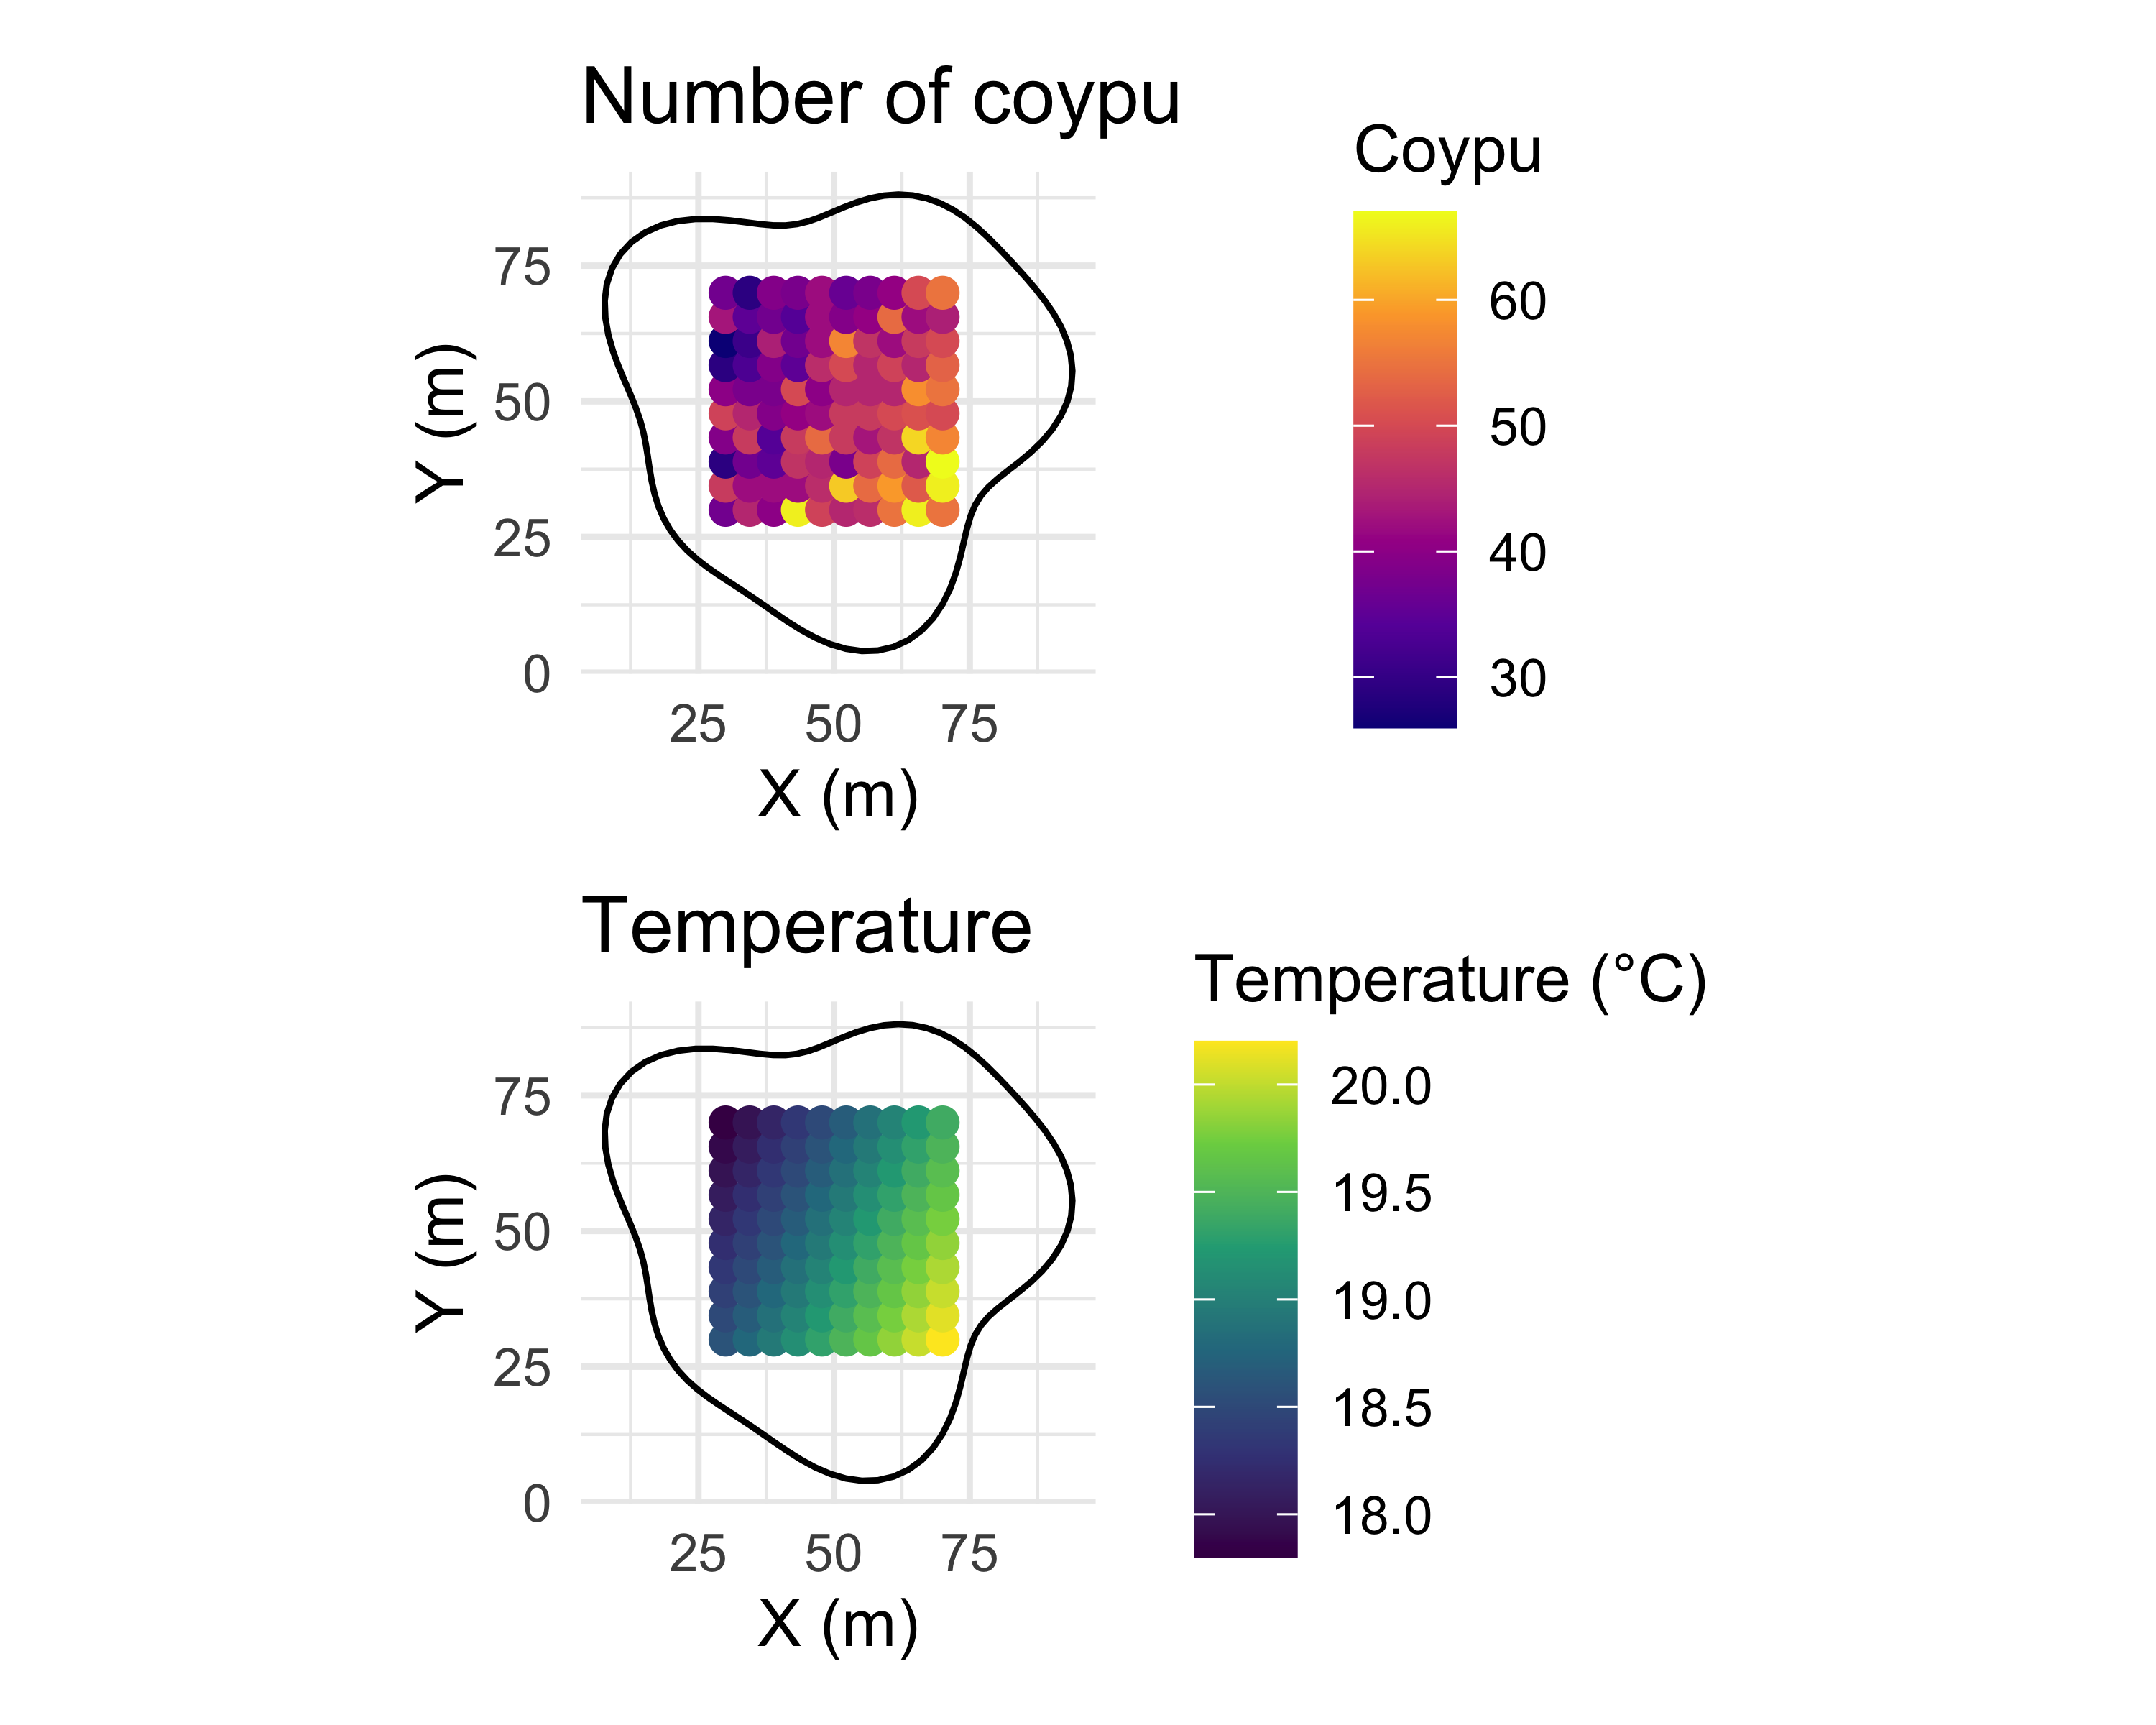 Number of coypu
Coypu
75
50
25
0
25 50 75
X (m)
Y (m)
60
50
40
30
Temperature
Temperature (°C)
75
50
25
0
25 50 75
X (m)
Y (m)
20.0
19.5
19.0
18.5
18.0